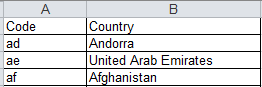 A B
Code Country
ad Andorra
ae United Arab Emirates
af Afghanistan